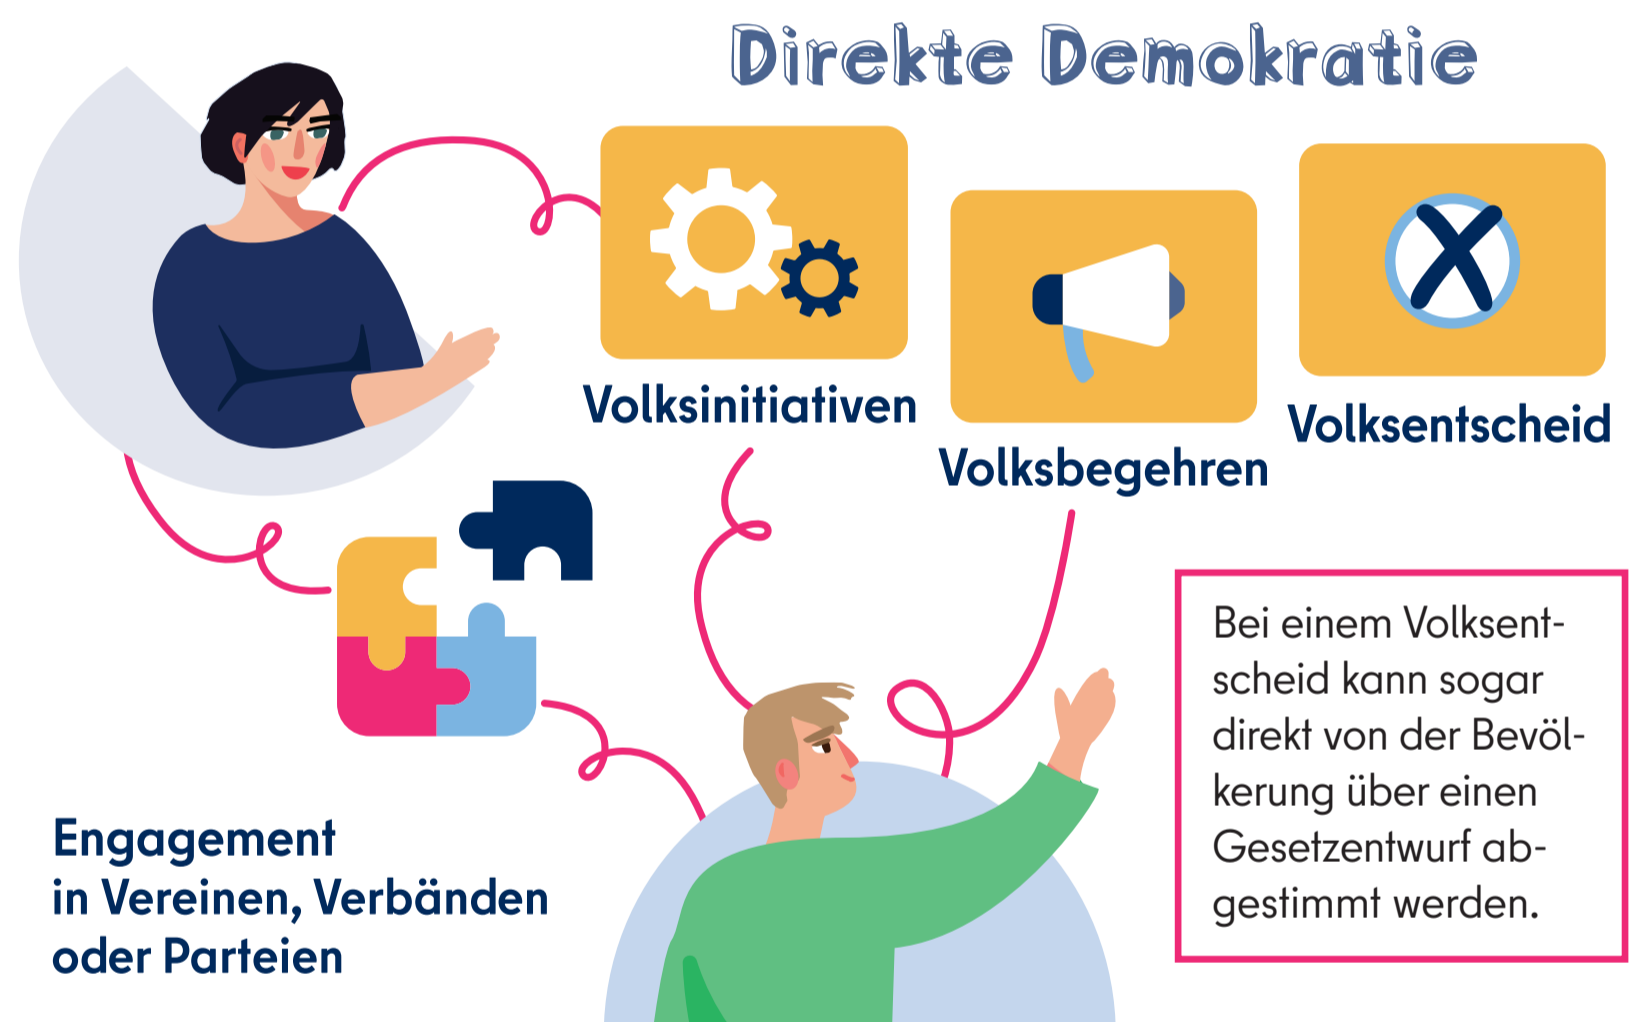 Direkte Demokratie
Volksinitiativen
Volksbegehren
Volksentscheid
Engagement
in Vereinen, Verbänden
oder Parteien
Bei einem Volksent-
scheid kann sogar
direkt von der Bevöl-
kerung über einen
Gesetzentwurf ab-
gestimmt werden.